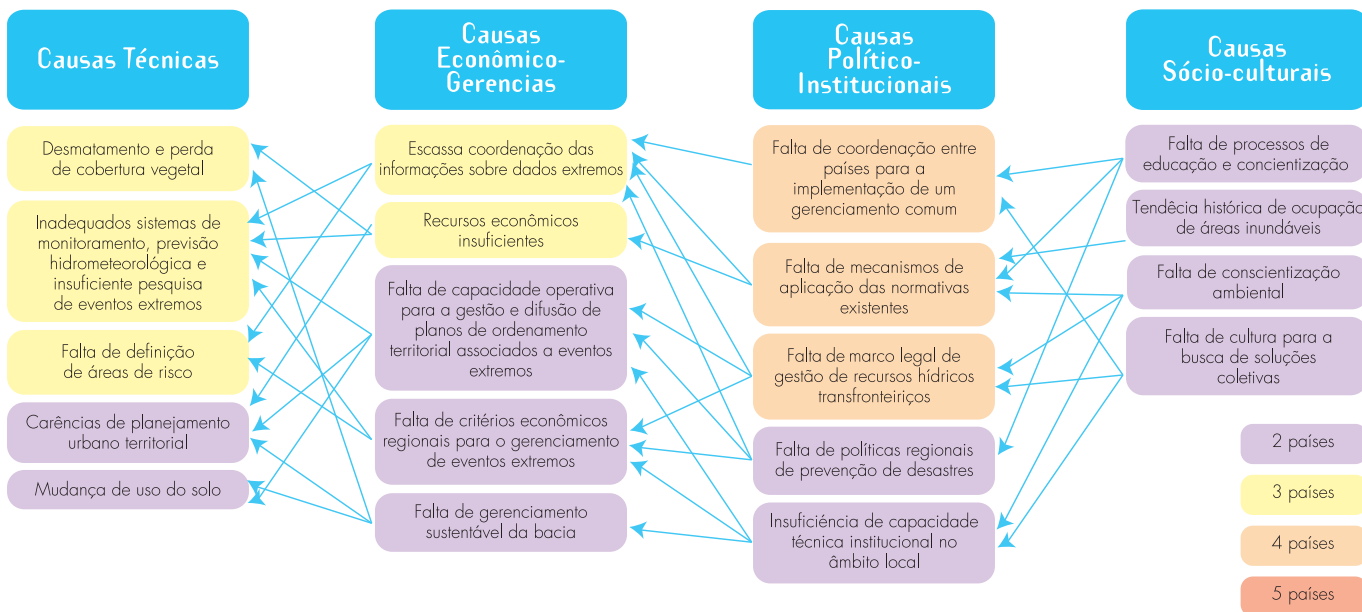 Causas Técnicas
Desmatamento e perda
de cobertura vegetal
Inadequados sistemas de
monitoramento, previsão
hidrometeorológica e
insuficiente pesquisa
de eventos extremos
Falta de definição
de áreas de risco
Carências de planejamento
urbano territorial
Mudança de uso do solo
Causas
Econômico-
Gerencias
Escassa coordenação das
informações sobre dados extremos
Recursos econômicos
insuficientes
Falta de capacidade operativa
para a gestão e difusão de
planos de ordenamento
territorial associados a eventos
extremos
Falta de critérios econômicos
regionais para o gerenciamento
de eventos extremos
Falta de gerenciamento
sustentável da bacia
Causas
Político-
Institucionais
Falta de coordenação entre
países para a
implementação de um
gerenciamento comum
Falta de mecanismos de
aplicação das normativas
existentes
Falta de marco legal de
gestão de recursos hídricos
transfronteiriços
Falta de políticas regionais
de prevenção de desastres
Insuficiência de capacidade
técnica institucional no
âmbito local
Causas
Sócio-culturais
Falta de processos de
educação e concientização
Tendêcia histórica de ocupação
de áreas inundáveis
Falta de conscientização
ambiental
Falta de cultura para a
busca de soluções
coletivas
2 países
3 países
4 países
5 países